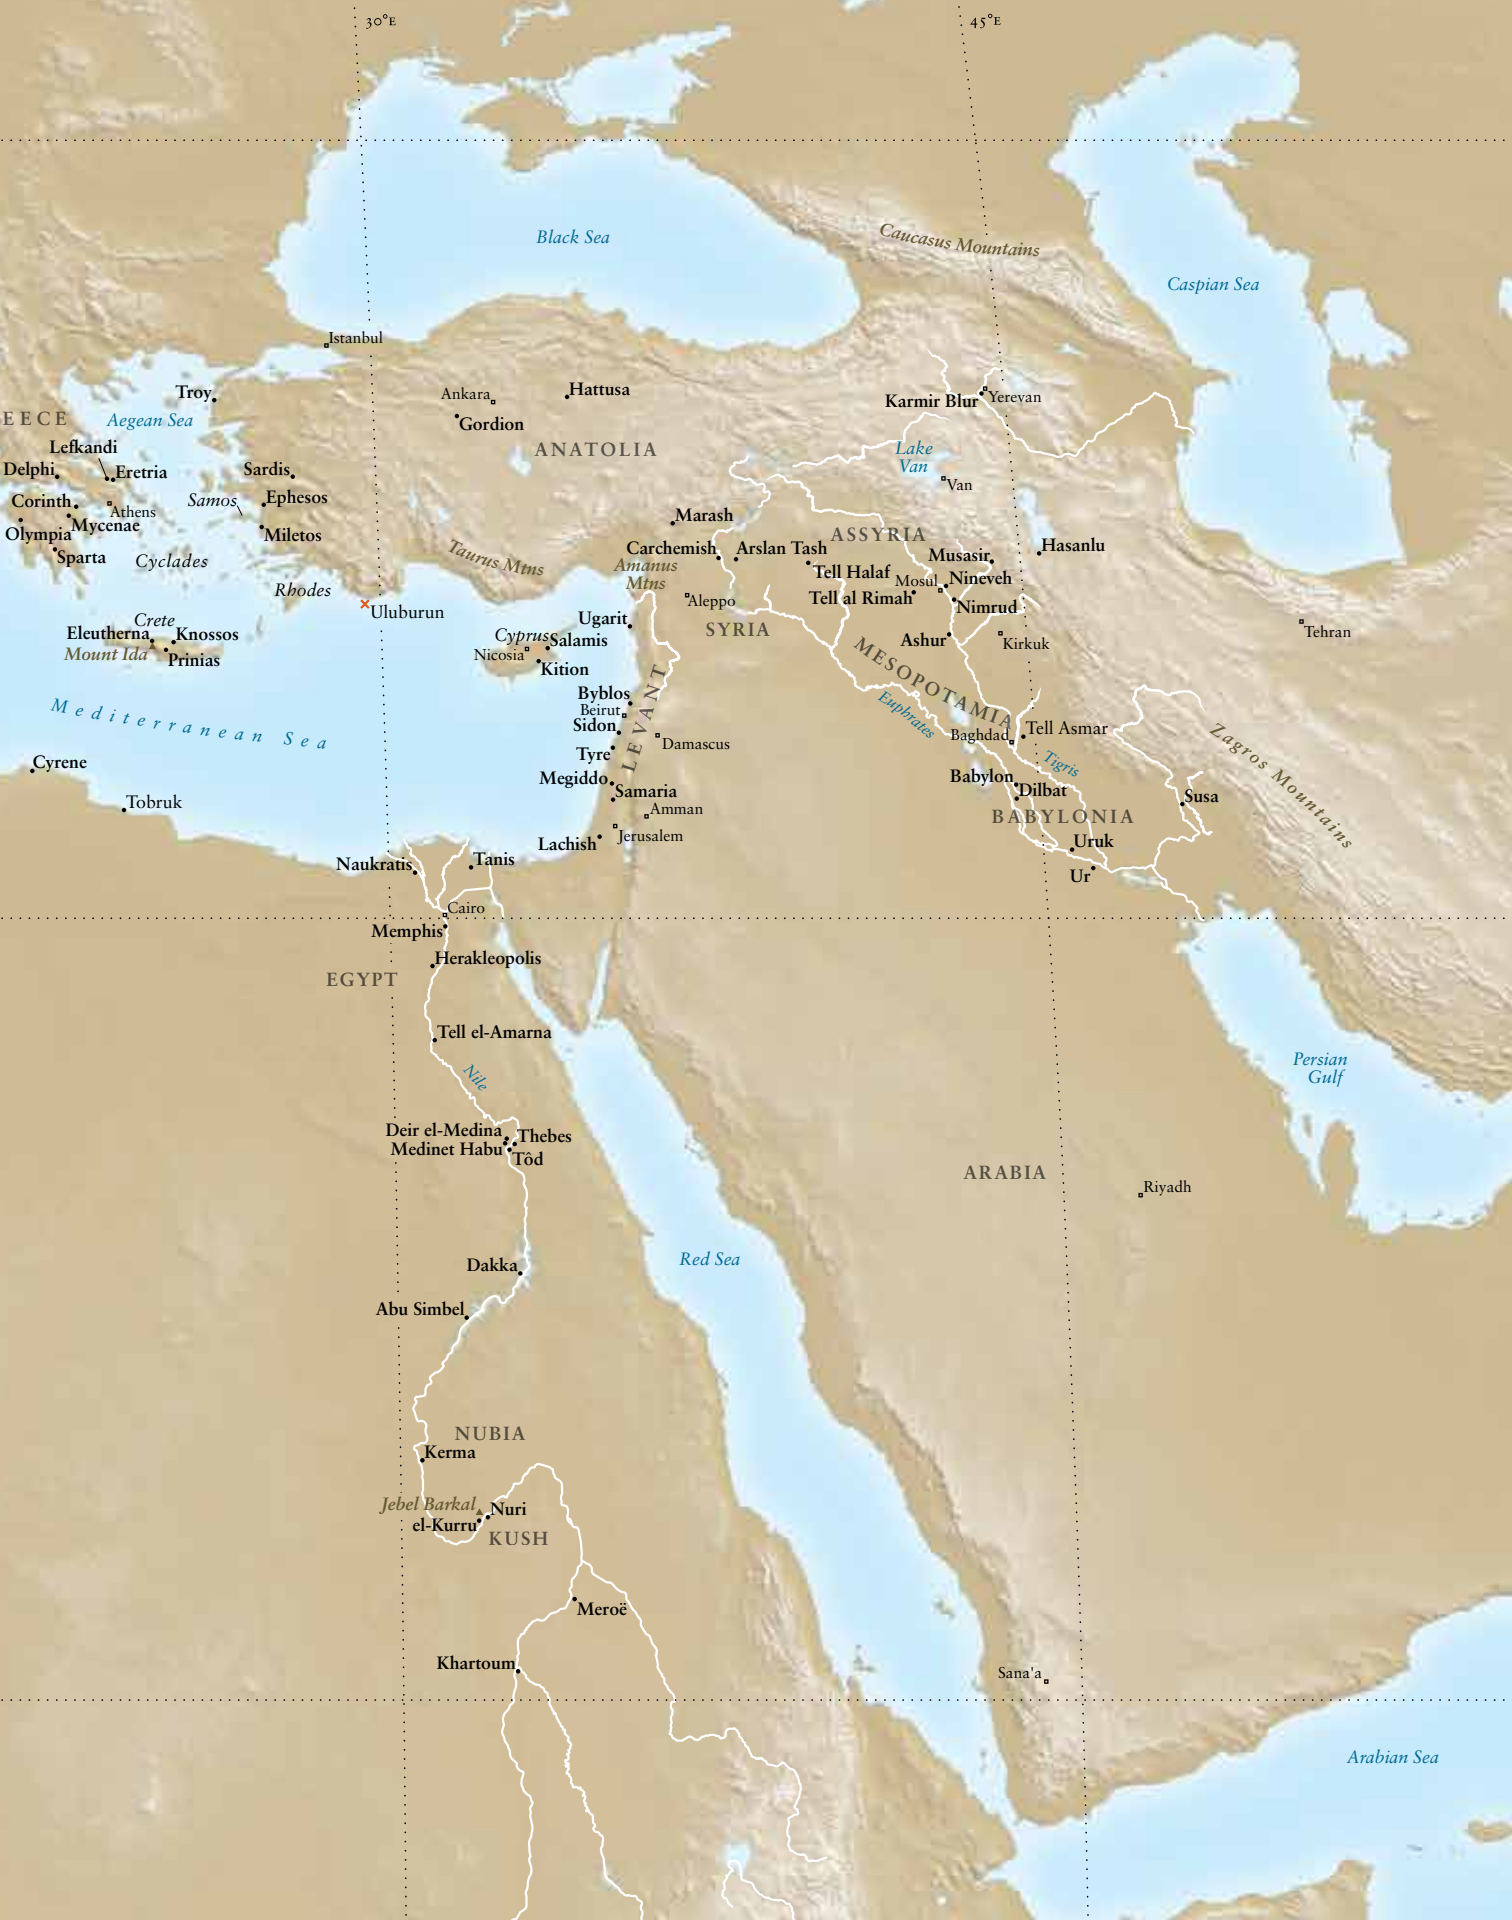 30°E
45°E
Black Sea
Caucasus Mountains
Caspian Sea
Istanbul
Troy
Ankara
Hattusa
Karmir Blur
Yerevan
EECE
Aegean Sea
Gordion
ANATOLIA
Lefkandi
Delphi
Eretria
Sardis
Lake
Van
Van
Corinth
Athens
Samos
Ephesos
Mycenae
Olympia
Miletos
Marash
ASSYRIA
Sparta
Cyclades
Taurus Mtns
Carchemish
Arslan Tash
Musasir
Hasanlu
Amanus
Mtns
Tell Halaf
Mosul
Nineveh
Rhodes
Uluburun
Aleppo
Tell al Rimah
Nimrud
Crete
Ugarit
SYRIA
Tehran
Eleutherna
Knossos
Cyprus
Salamis
Ashur
Kirkuk
Mount Ida
Prinias
Nicosia
Kition
MESOPOTAMIA
Byblos
LEVANT
Euphrates
Mediterranean Sea
Beirut
Sidon
Tell Asmar
Zagros Mountains
Baghdad
Damascus
Tyre
Tigris
Cyrene
Megiddo
Babylon
Samaria
Dilbat
Susa
Tobruk
Amman
BABYLONIA
Jerusalem
Lachish
Uruk
Naukratis
Tanis
Ur
Cairo
Memphis
Herakleopolis
EGYPT
Tell el-Amarna
Nile
Persian
Gulf
Deir el-Medina
Thebes
Medinet Habu
Tôd
ARABIA
Riyadh
Dakka
Red Sea
Abu Simbel
NUBIA
Kerma
Jebel Barkal
Nuri
el-Kurru
KUSH
Meroë
Khartoum
Sana'a
Arabian Sea